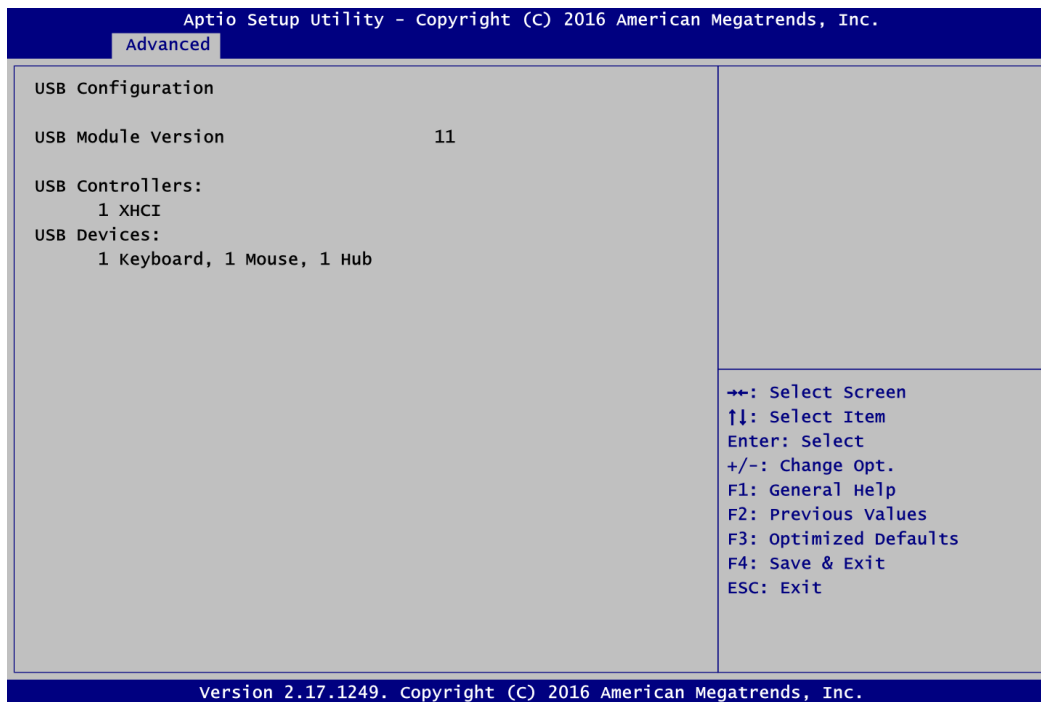 Aptio Setup Utility - Copyright (C) 2016 American Megatrends, Inc.
Advanced
USB Configuration
USB Module Version 11
USB Controllers:
1 XHCI
USB Devices:
1 Keyboard, 1 Mouse, 1 Hub
→←: Select Screen
↑↓: Select Item
Enter: Select
+/-: Change Opt.
F1: General Help
F2: Previous Values
F3: Optimized Defaults
F4: Save & Exit
ESC: Exit
Version 2.17.1249. Copyright (C) 2016 American Megatrends, Inc.